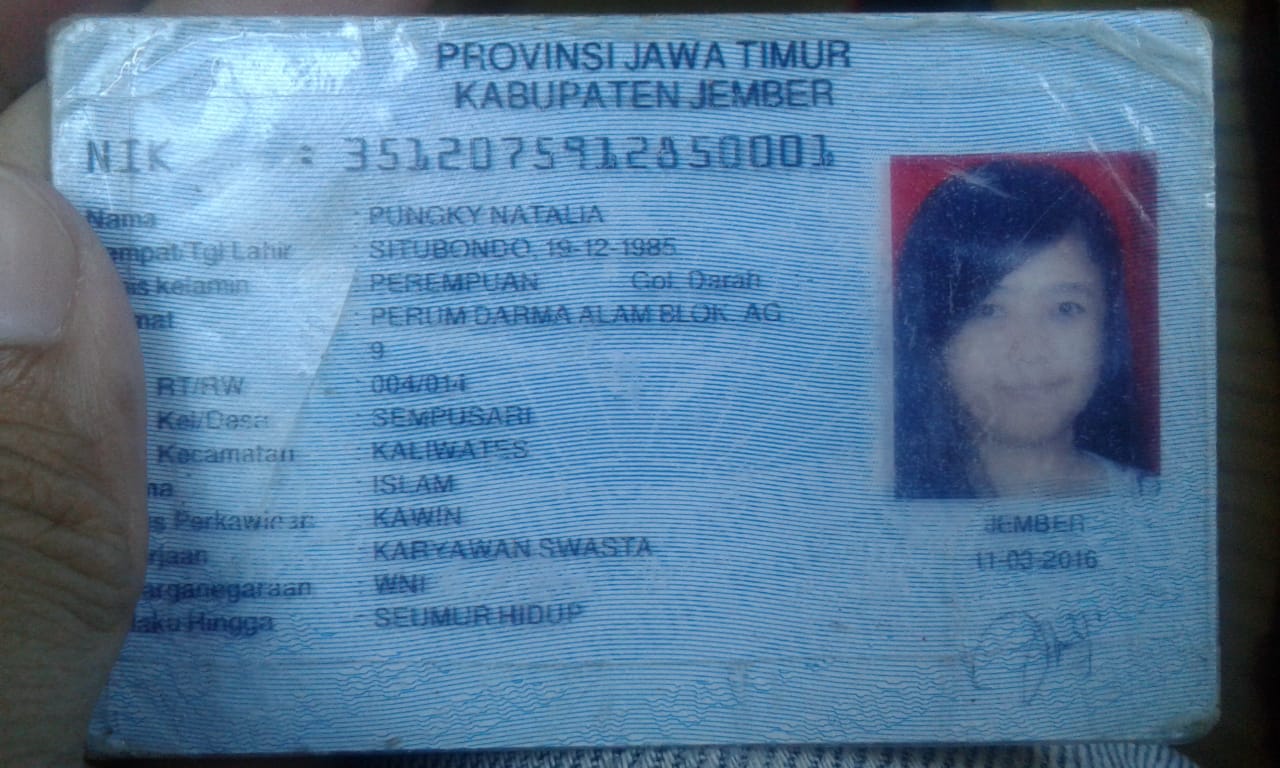 PROVINSI JAWA TIMUR
KABUPATEN JEMBER
NIK : 3512075912850001
Nama : PUNGKY NATALIA
empat/Tgl Lahir : SITUBONDO, 19-12-1985
nis kelamin : PEREMPUAN Gol. Darah : -
mat : PERUM DARMA ALAM BLOK AG
9
RT/RW : 004/014
Kel/Desa : SEMPUSARI
Kecamatan : KALIWATES
ma : ISLAM
s Perkawinan : KAWIN
rjaan : KARYAWAN SWASTA
arganegaraan : WNI
laku Hingga : SEUMUR HIDUP
JEMBER
11-03-2016